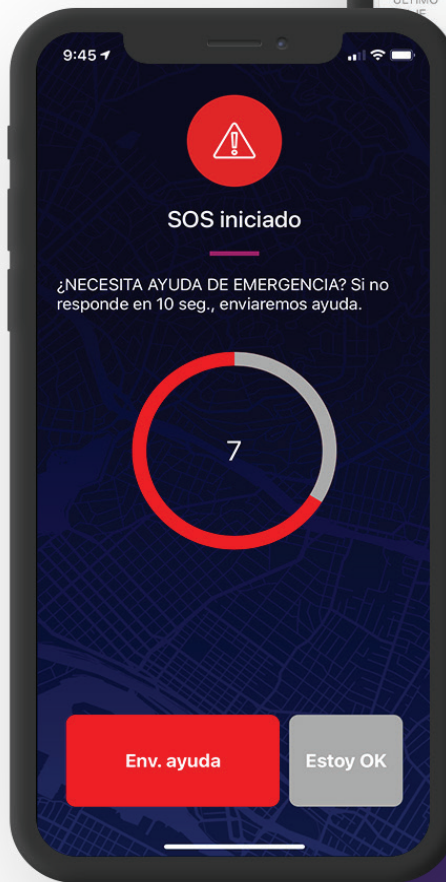 ÚLTIMO
9:45
SOS iniciado
¿NECESITA AYUDA DE EMERGENCIA? Si no
responde en 10 seg., enviaremos ayuda.
7
Env. ayuda
Estoy OK